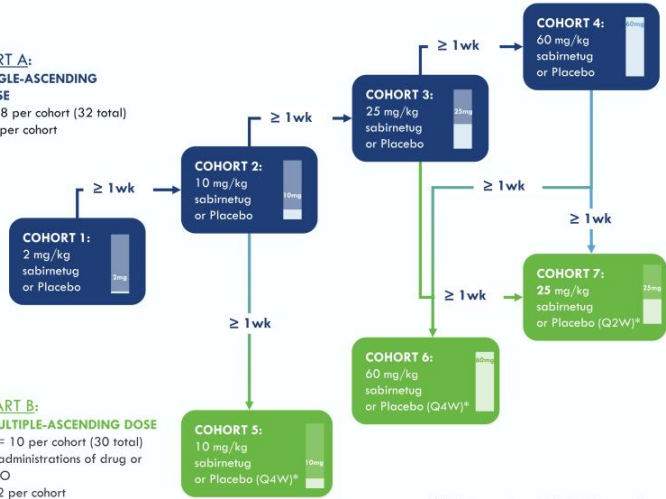 RT A:
GLE-ASCENDING
SE
8 per cohort (32 total)
per cohort
COHORT 1:
2 mg/kg
sabirnetug
or Placebo
2mg
≥ 1wk
COHORT 2:
10 mg/kg
sabirnetug
or Placebo
10mg
≥ 1wk
COHORT 3:
25 mg/kg
sabirnetug
or Placebo
25mg
≥ 1wk
COHORT 4:
60 mg/kg
sabirnetug
or Placebo
60mg
≥ 1wk
≥ 1wk
≥ 1wk
≥ 1wk
COHORT 7:
25 mg/kg
sabirnetug
or Placebo (Q2W)*
25mg
COHORT 6:
60 mg/kg
sabirnetug
or Placebo (Q4W)*
60mg
COHORT 5:
10 mg/kg
sabirnetug
or Placebo (Q4W)*
10mg
ART B:
ULTIPLE-ASCENDING DOSE
= 10 per cohort (30 total)
administrations of drug or
O
2 per cohort